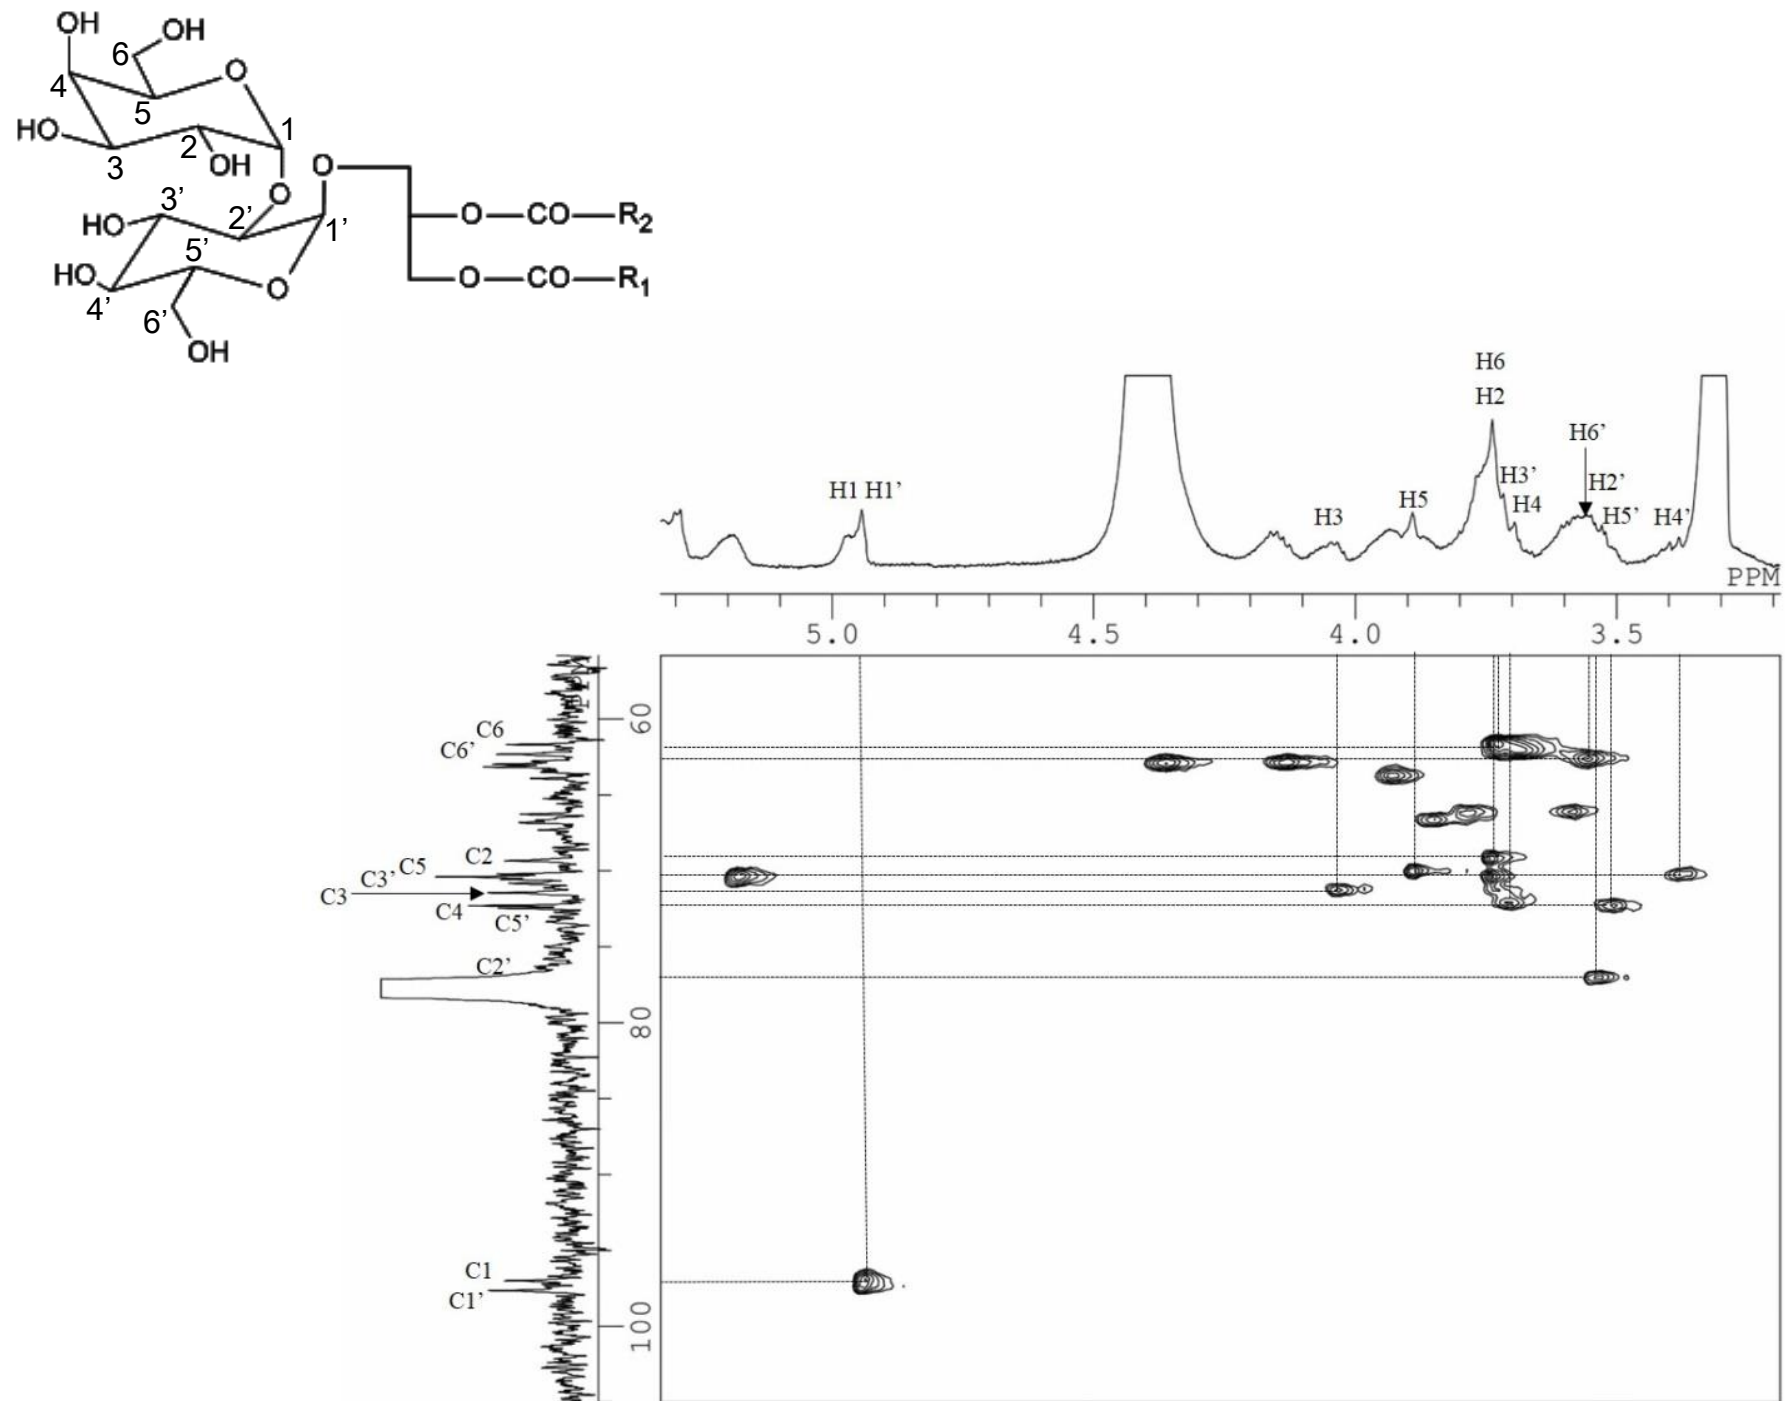 OH
6 OH
O
4
5
1
HO
2
3
OH
O
O
3'
HO
2'
1'
O—CO—R2
5'
HO
O
O—CO—R1
4'
6'
OH
H6
H2
H6'
H1 H1'
H3'
H2'
H5
H4
H3
H5'
H4'
PPM
5.0 4.5 4.0 3.5
PPM
60
C6
C6'
C2
C5
C3'
C3
C4
C5'
C2'
80
C1
C1'
100